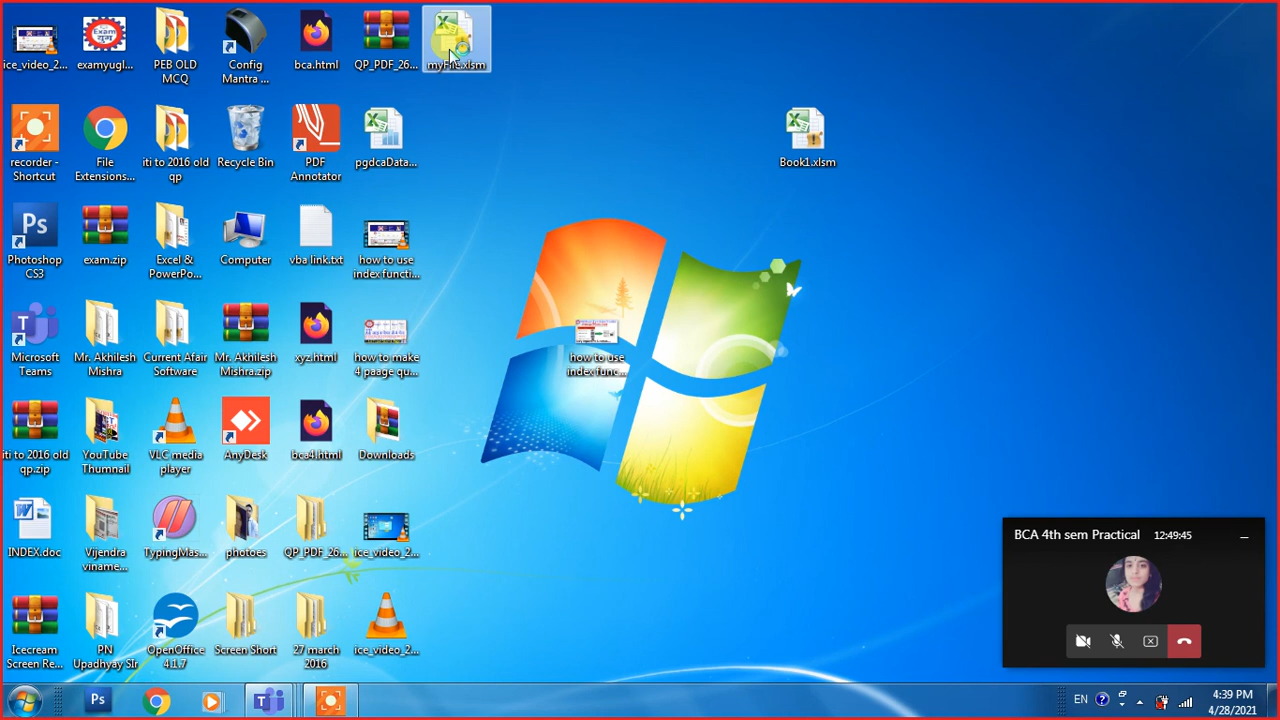 ice_video_2...
examyugl...
PEB OLD
MCQ
Config
Mantra ...
bca.html
QP_PDF_26...
myFile.xlsm
recorder -
Shortcut
File
Extensions...
iti to 2016 old
qp
Recycle Bin
PDF
Annotator
pgdcaData...
Book1.xlsm
Ps
Photoshop
CS3
exam.zip
Excel &
PowerPo...
Computer
vba link.txt
how to use
index functi...
Microsoft
Teams
Mr. Akhilesh
Mishra
Current Afair
Software
Mr. Akhilesh
Mishra.zip
xyz.html
how to make
4 paage qu...
how to use
index func...
iti to 2016 old
qp.zip
YouTube
Thumnail
VLC media
player
AnyDesk
bca4.html
Downloads
INDEX.doc
Vijendra
viname...
TypingMas...
photoes
QP_PDF_26...
ice_video_2...
Icecream
Screen Re...
PN
Upadhyay Sir
OpenOffice
4.1.7
Screen Short
27 march
2016
ice_video_2...
BCA 4th sem Practical 12:49:45
Ps
EN
4:39 PM
4/28/2021